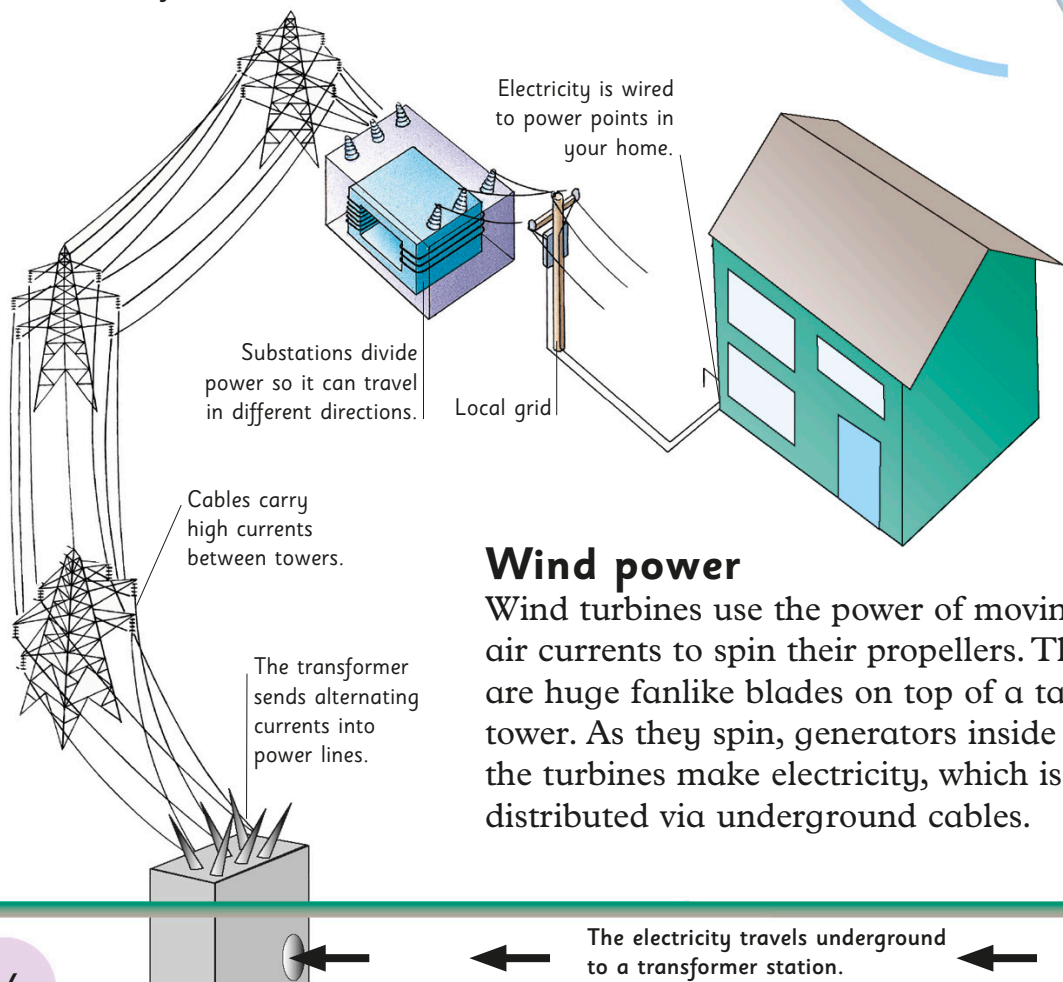 Electricity is wired
to power points in
your home.
Substations divide
power so it can travel
in different directions.
Local grid
Cables carry
high currents
between towers.
The transformer
sends alternating
currents into
power lines.
Wind power
Wind turbines use the power of
air currents to spin their propellers.
are huge fanlike blades on top of a
tower. As they spin, generators inside
the turbines make electricity, which is
distributed via underground cables.
The electricity travels underground
to a transformer station.